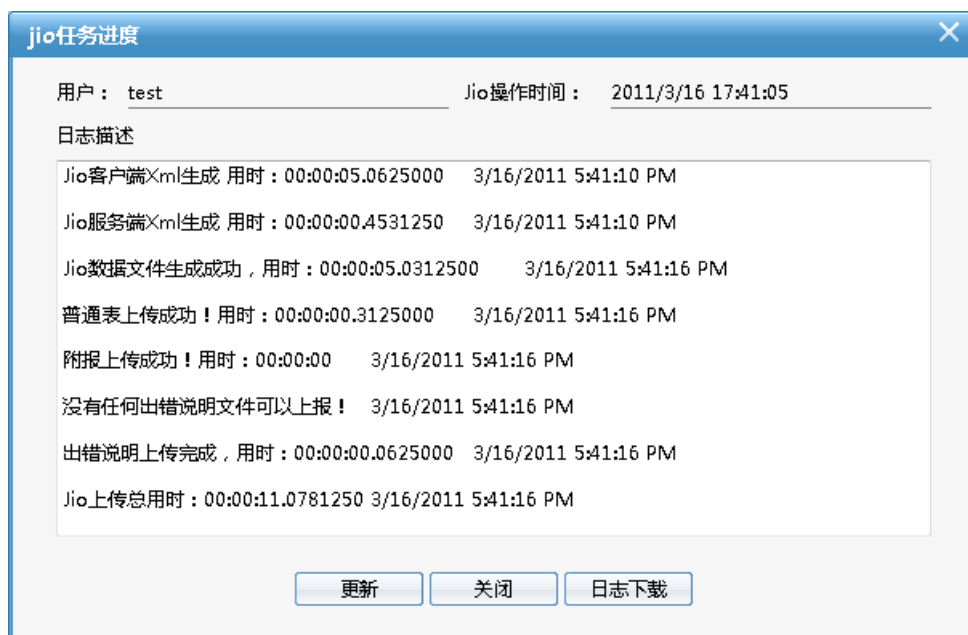 jio任务进度
用户： test Jio操作时间： 2011/3/16 17:41:05
日志描述
Jio客户端Xml生成 用时：00:00:05.0625000 3/16/2011 5:41:10 PM
Jio服务端Xml生成 用时：00:00:00.4531250 3/16/2011 5:41:10 PM
Jio数据文件生成成功，用时：00:00:05.0312500 3/16/2011 5:41:16 PM
普通表上传成功！用时：00:00:00.3125000 3/16/2011 5:41:16 PM
附报上传成功！用时：00:00:00 3/16/2011 5:41:16 PM
没有任何出错说明文件可以上报！ 3/16/2011 5:41:16 PM
出错说明上传完成，用时：00:00:00.0625000 3/16/2011 5:41:16 PM
Jio上传总用时：00:00:11.0781250 3/16/2011 5:41:16 PM
更新 关闭 日志下载